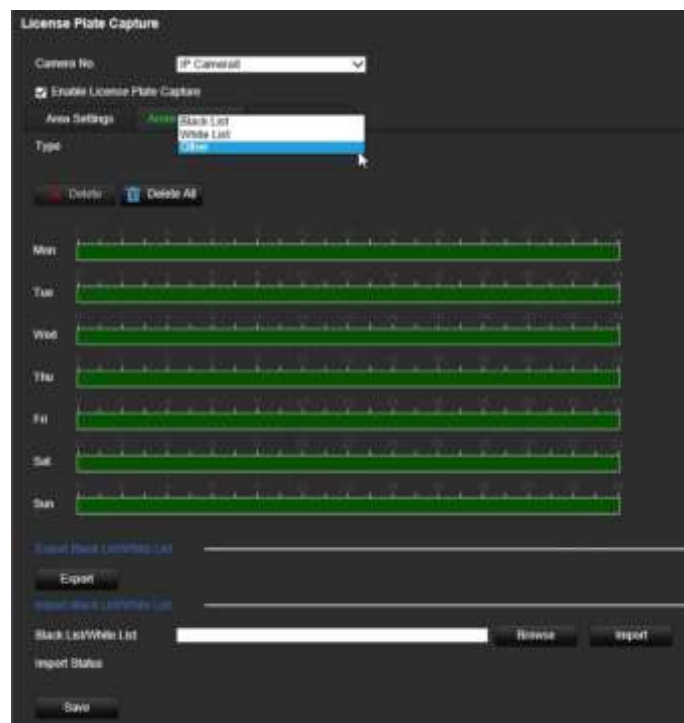 License Plate Capture
Camera No. IP Camera8
Enable License Plate Capture
Area Settings
Black List
White List
Other
Type
Delete Delete All
Mon
Tue
Wed
Thu
Fri
Sat
Sun
Export Black List/White List
Export
Import Black List/White List
Black List/White List Browse Import
Import Status
Save